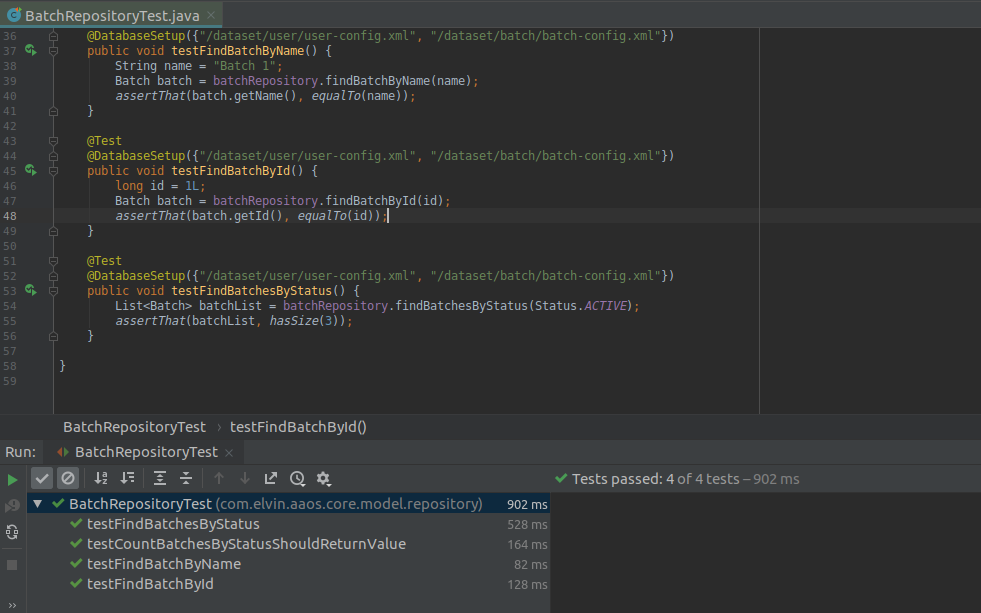 BatchRepositoryTest.java
36 @DatabaseSetup({"/dataset/user/user-config.xml", "/dataset/batch/batch-config.xml"})
37 public void testFindBatchByName() {
38 String name = "Batch 1";
39 Batch batch = batchRepository.findBatchByName(name);
40 assertThat(batch.getName(), equalTo(name));
41 }
42
43 @Test
44 @DatabaseSetup({"/dataset/user/user-config.xml", "/dataset/batch/batch-config.xml"})
45 public void testFindBatchById() {
46 long id = 1L;
47 Batch batch = batchRepository.findBatchById(id);
48 assertThat(batch.getId(), equalTo(id));
49 }
50
51 @Test
52 @DatabaseSetup({"/dataset/user/user-config.xml", "/dataset/batch/batch-config.xml"})
53 public void testFindBatchesByStatus() {
54 List<Batch> batchList = batchRepository.findBatchesByStatus(Status.ACTIVE);
55 assertThat(batchList, hasSize(3));
56 }
57
58 }
59
BatchRepositoryTest › testFindBatchById()
Run: BatchRepositoryTest
Tests passed: 4 of 4 tests – 902 ms
BatchRepositoryTest (com.elvin.aaos.core.model.repository) 902 ms
testFindBatchesByStatus 528 ms
testCountBatchesByStatusShouldReturnValue 164 ms
testFindBatchByName 82 ms
testFindBatchById 128 ms